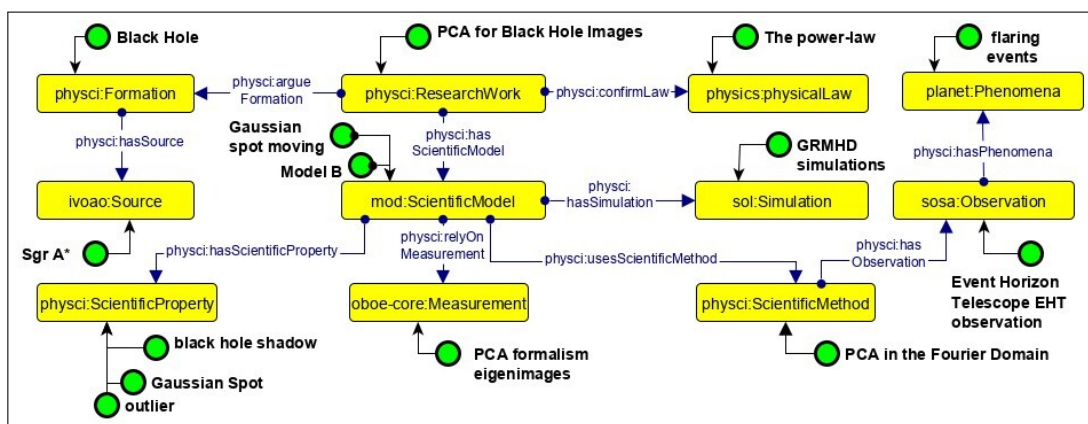 Black Hole
PCA for Black Hole Images
The power-law
flaring
events
physci:Formation
physci:argue
Formation
physci:ResearchWork
physci:confirmLaw
physics:physicalLaw
planet:Phenomena
physci:hasSource
Gaussian
spot moving
Model B
physci:has
ScientificModel
GRMHD
simulations
physci:hasPhenomena
ivoao:Source
mod:ScientificModel
physci:
hasSimulation
sol:Simulation
sosa:Observation
Sgr A*
physci:hasScientificProperty
physci:relyOn
Measurement
physci:usesScientificMethod
physci:has
Observation
physci:ScientificProperty
oboe-core:Measurement
physci:ScientificMethod
Event Horizon
Telescope EHT
observation
black hole shadow
Gaussian Spot
outlier
PCA formalism
eigenimages
PCA in the Fourier Domain